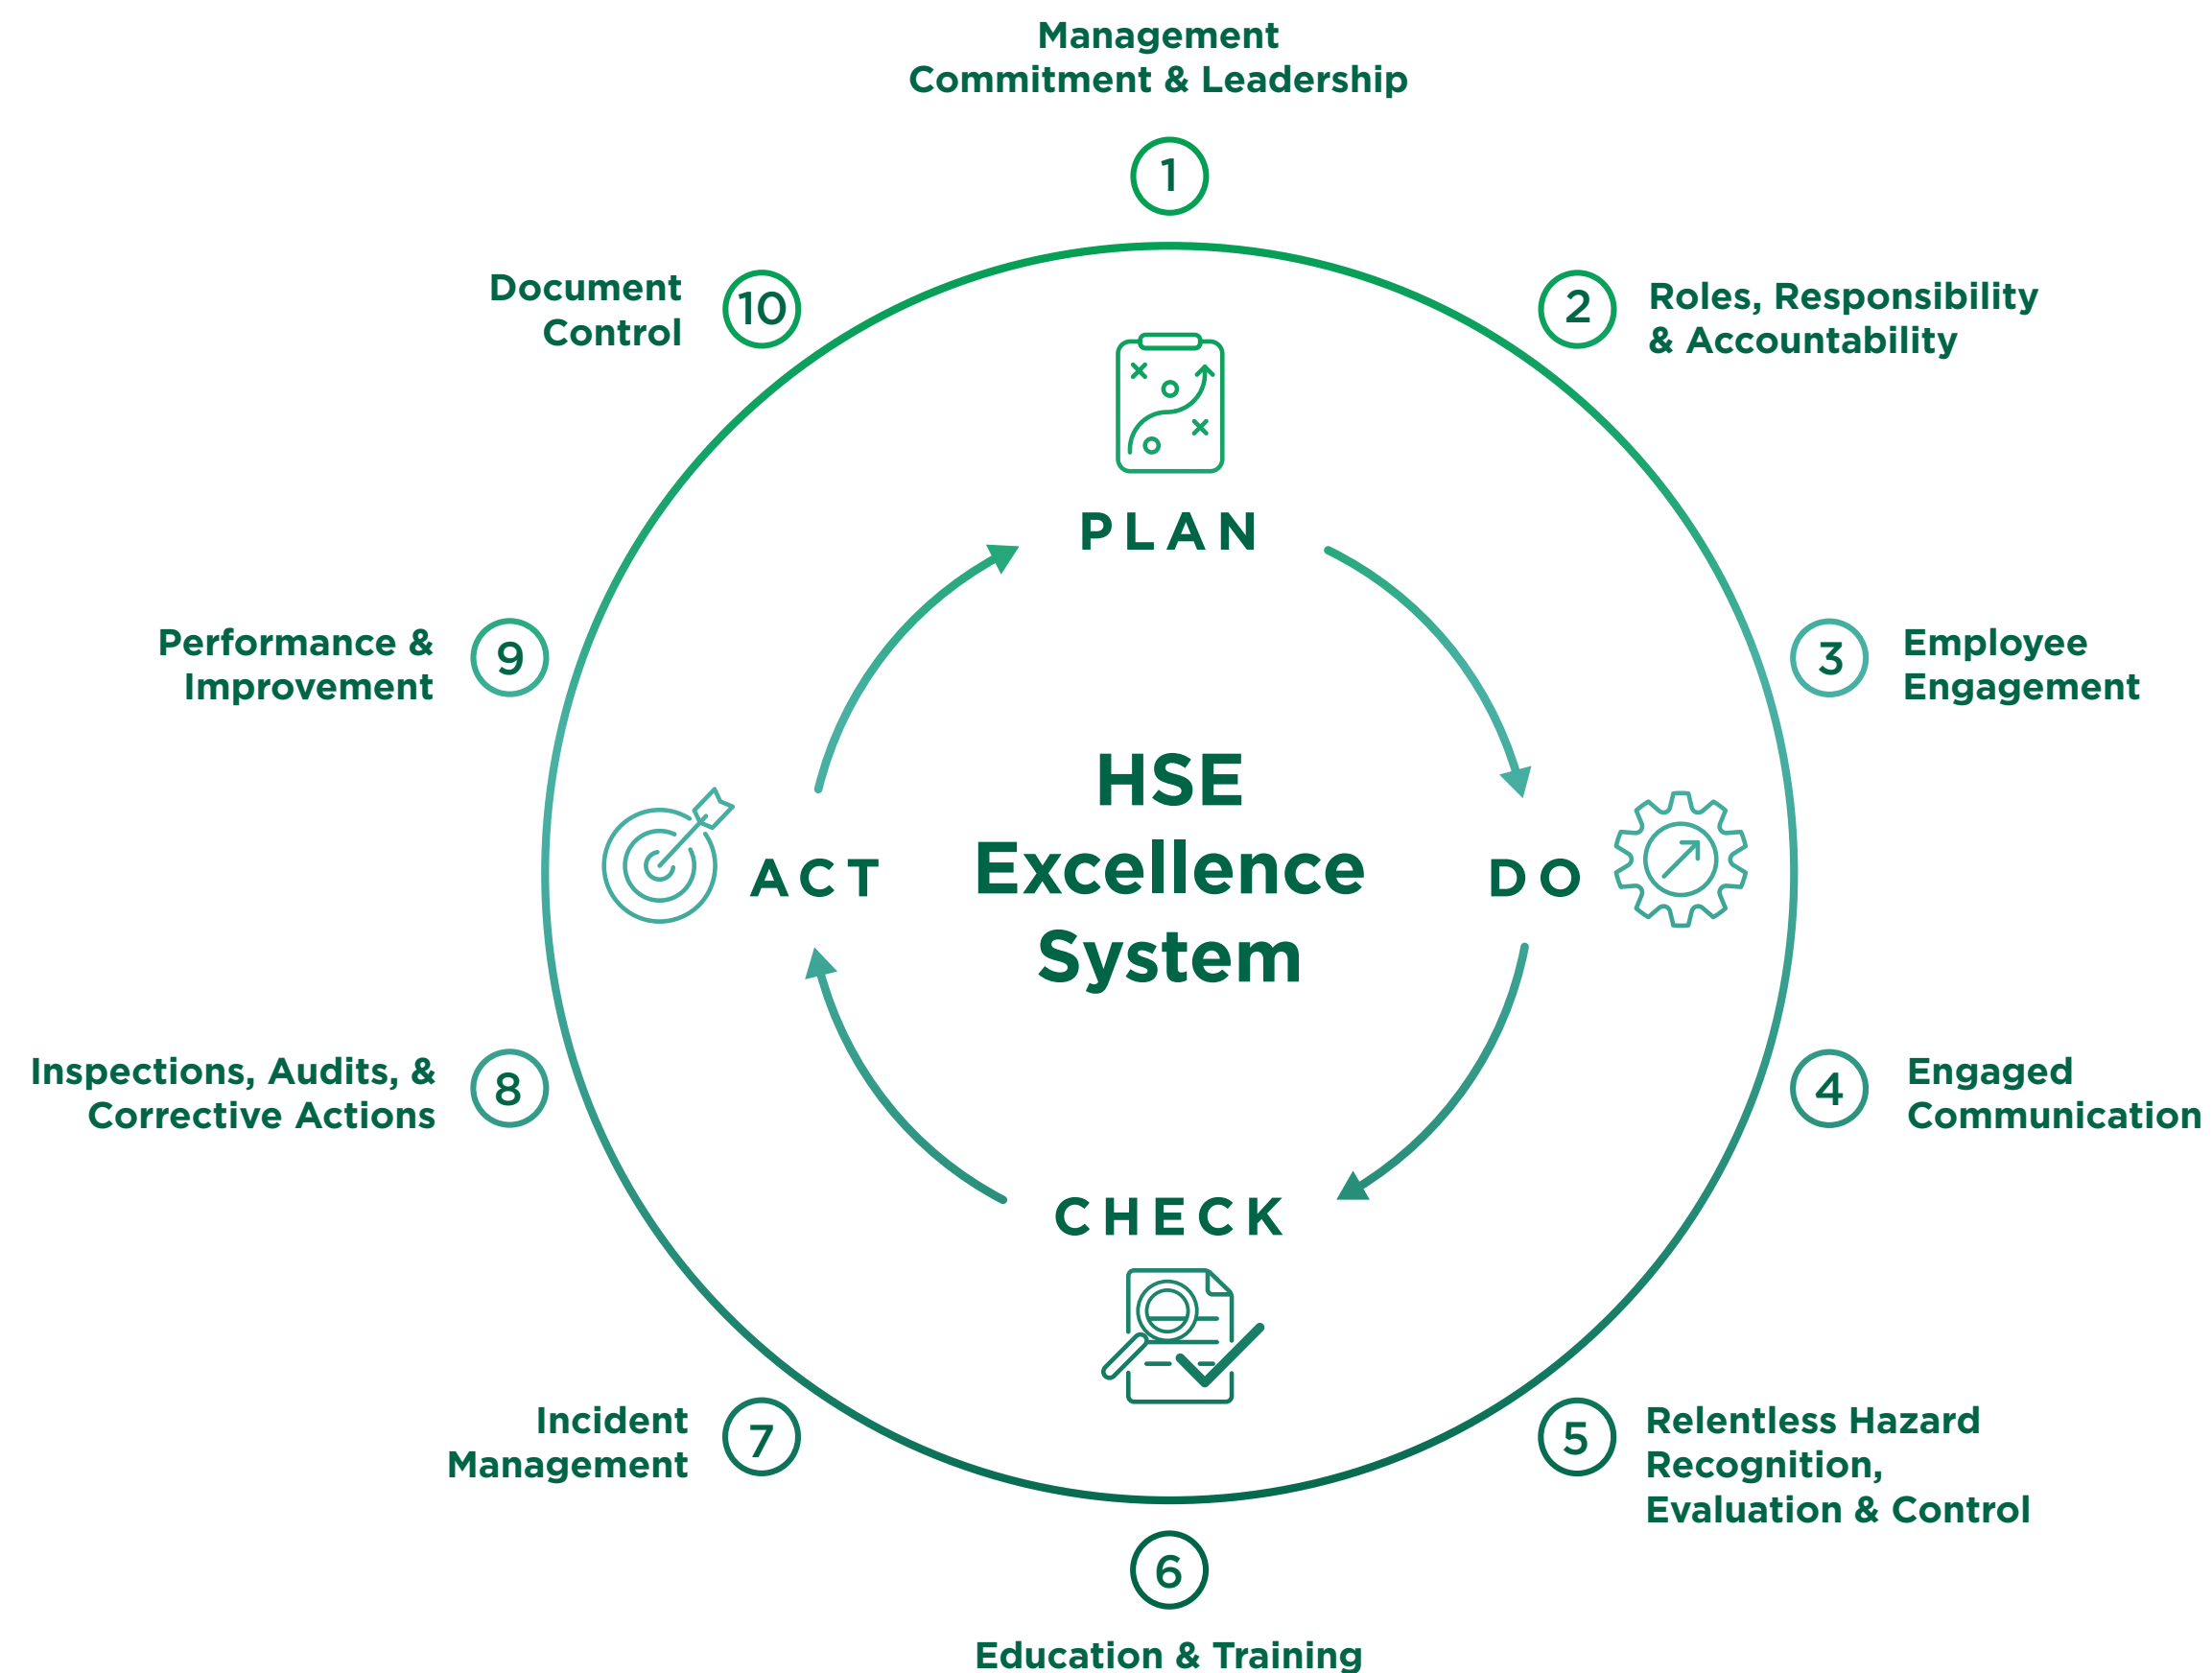 Management
Commitment & Leadership
1
2
Roles, Responsibility
& Accountability
3
Employee
Engagement
4
Engaged
Communication
5
Relentless Hazard
Recognition,
Evaluation & Control
6
Education & Training
7
Incident
Management
8
Inspections, Audits, &
Corrective Actions
9
Performance &
Improvement
10
Document
Control
PLAN
DO
CHECK
ACT
HSE
Excellence
System